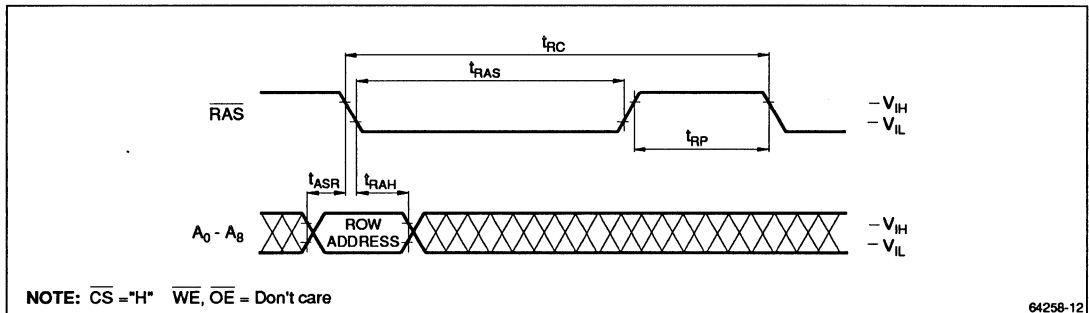 tRC
tRAS
RAS
– VIH
– VIL
tRP
tASR
tRAH
A0 - A8
ROW
ADDRESS
– VIH
– VIL
NOTE: CS ="H" WE, OE = Don't care
64258-12